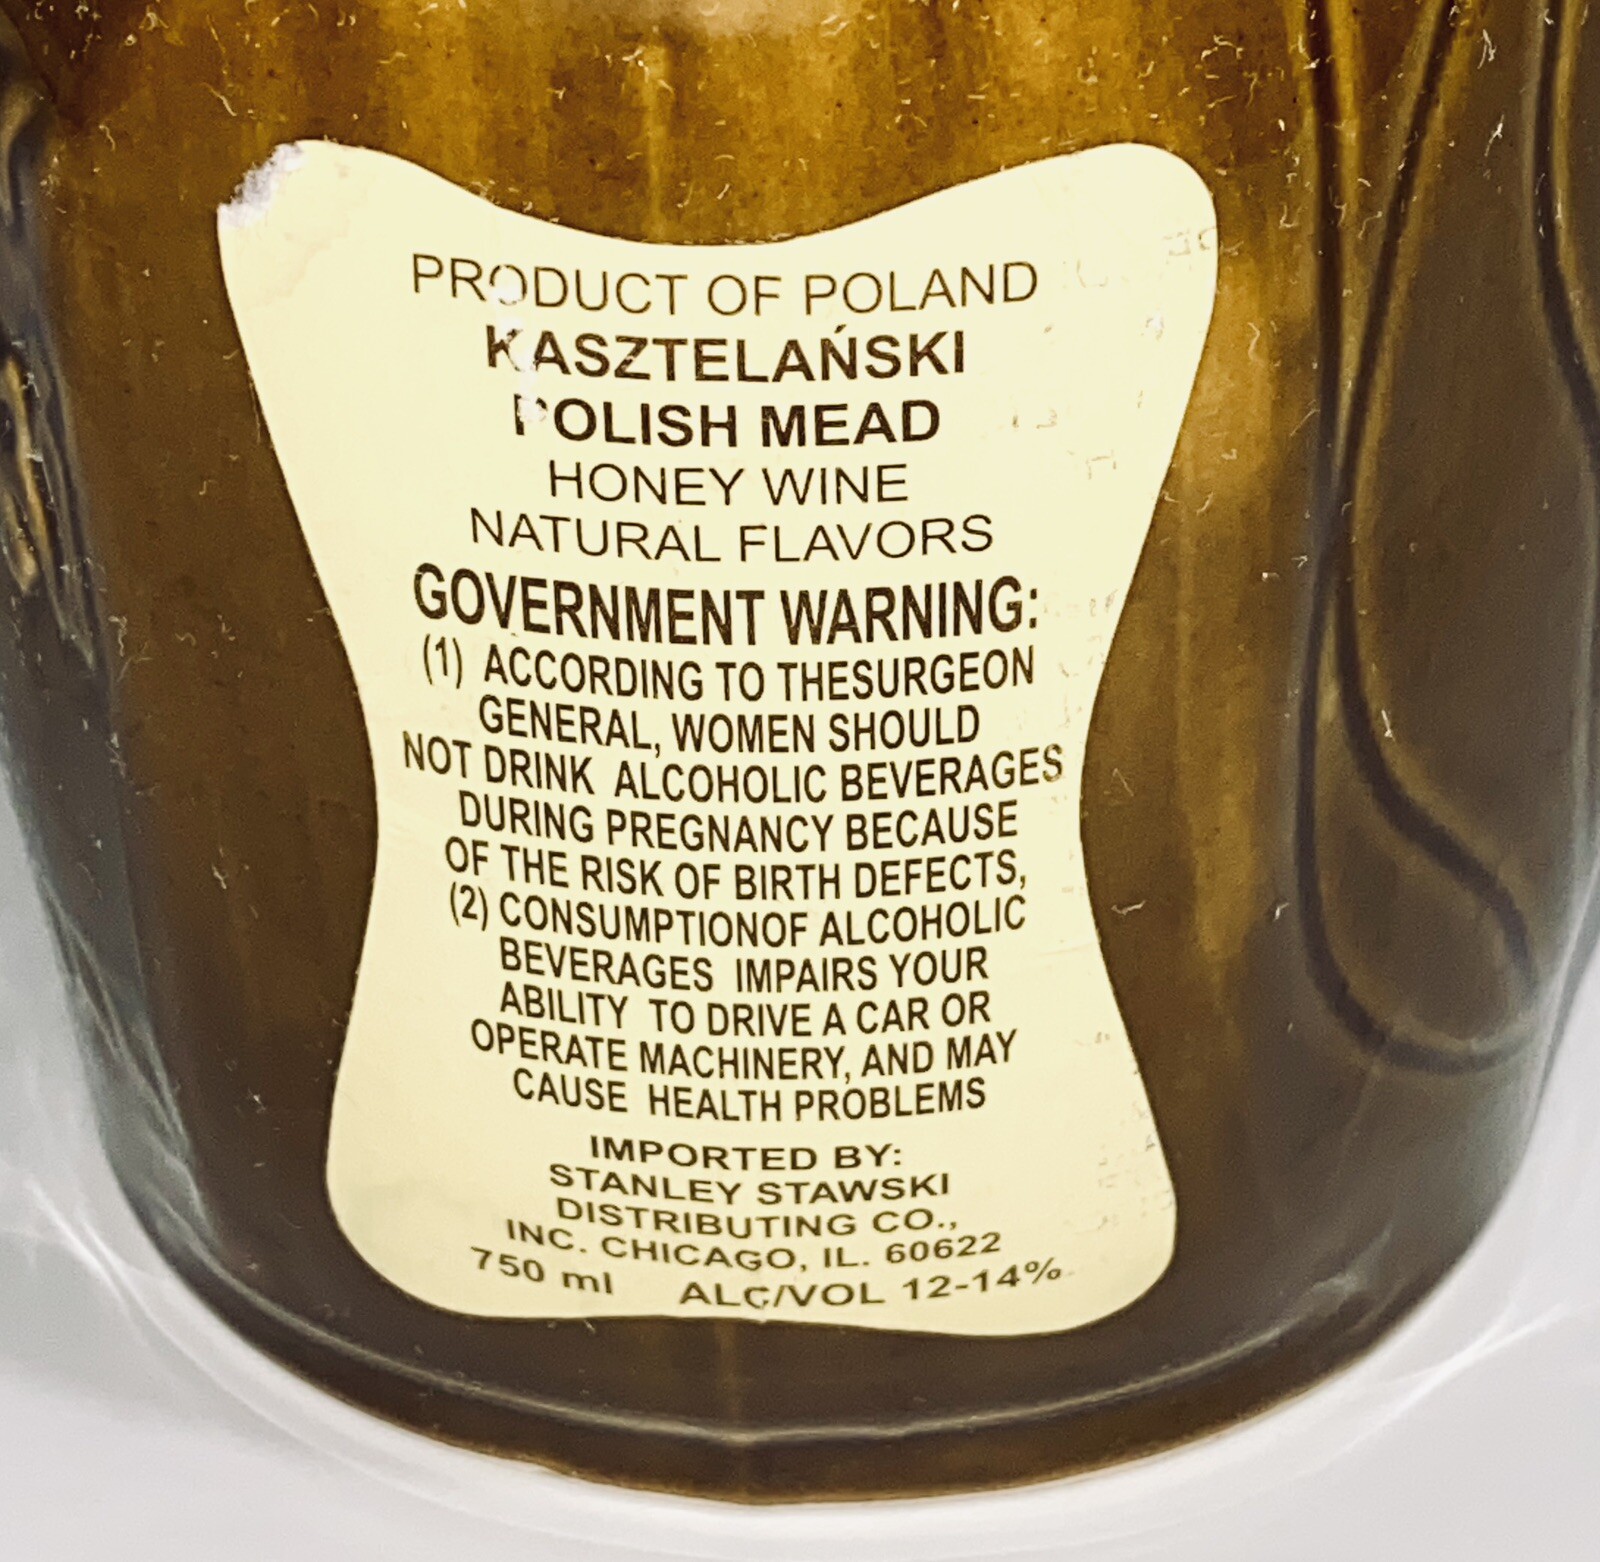 PRODUCT OF POLAND
KASZTELAŃSKI
POLISH MEAD
HONEY WINE
NATURAL FLAVORS
GOVERNMENT WARNING:
(1) ACCORDING TO THESURGEON
GENERAL, WOMEN SHOULD
NOT DRINK ALCOHOLIC BEVERAGES
DURING PREGNANCY BECAUSE
OF THE RISK OF BIRTH DEFECTS,
(2) CONSUMPTIONOF ALCOHOLIC
BEVERAGES IMPAIRS YOUR
ABILITY TO DRIVE A CAR OR
OPERATE MACHINERY, AND MAY
CAUSE HEALTH PROBLEMS
IMPORTED BY:
STANLEY STAWSKI
DISTRIBUTING CO.,
INC. CHICAGO, IL. 60622
750 ml ALC/VOL 12-14%